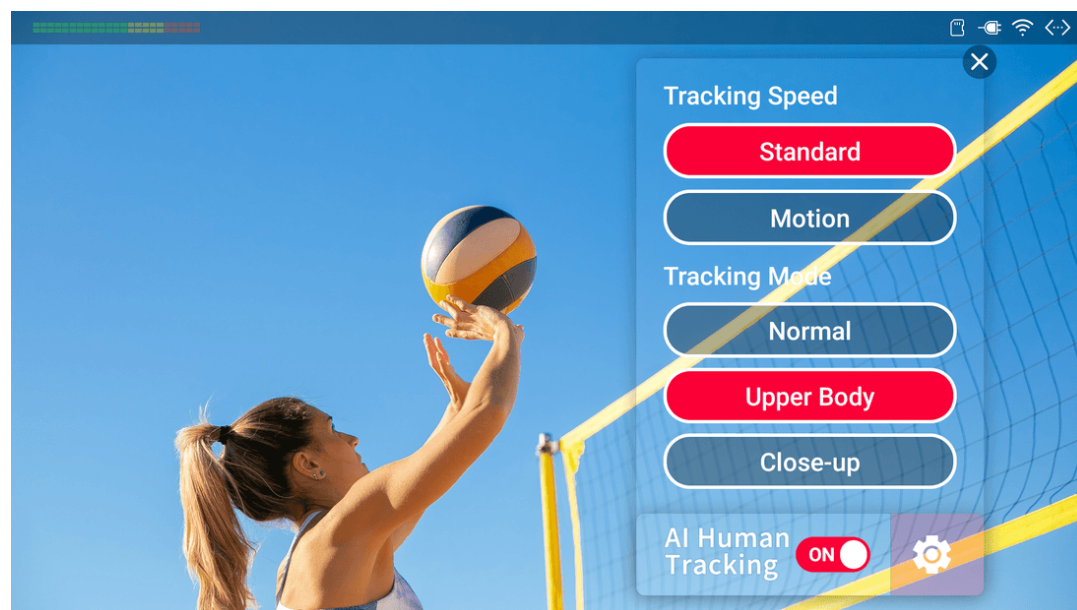 Tracking Speed
Standard
Motion
Tracking Mode
Normal
Upper Body
Close-up
AI Human
Tracking
ON